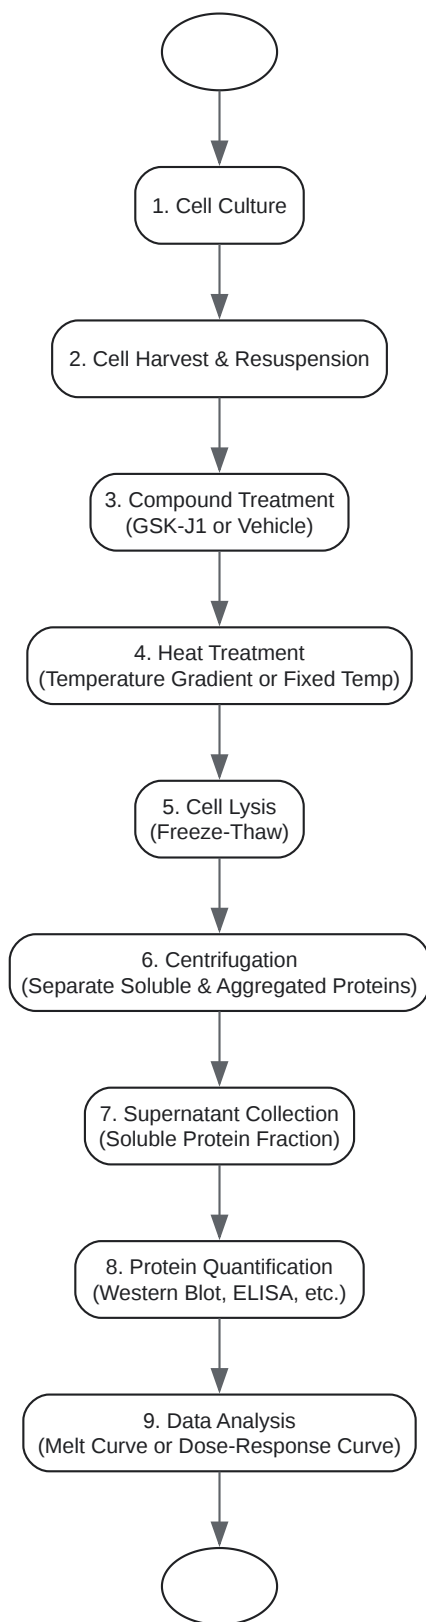 1. Cell Culture
2. Cell Harvest & Resuspension
3. Compound Treatment
(GSK-J1 or Vehicle)
4. Heat Treatment
(Temperature Gradient or Fixed Temp)
5. Cell Lysis
(Freeze-Thaw)
6. Centrifugation
(Separate Soluble & Aggregated Proteins)
7. Supernatant Collection
(Soluble Protein Fraction)
8. Protein Quantification
(Western Blot, ELISA, etc.)
9. Data Analysis
(Melt Curve or Dose-Response Curve)